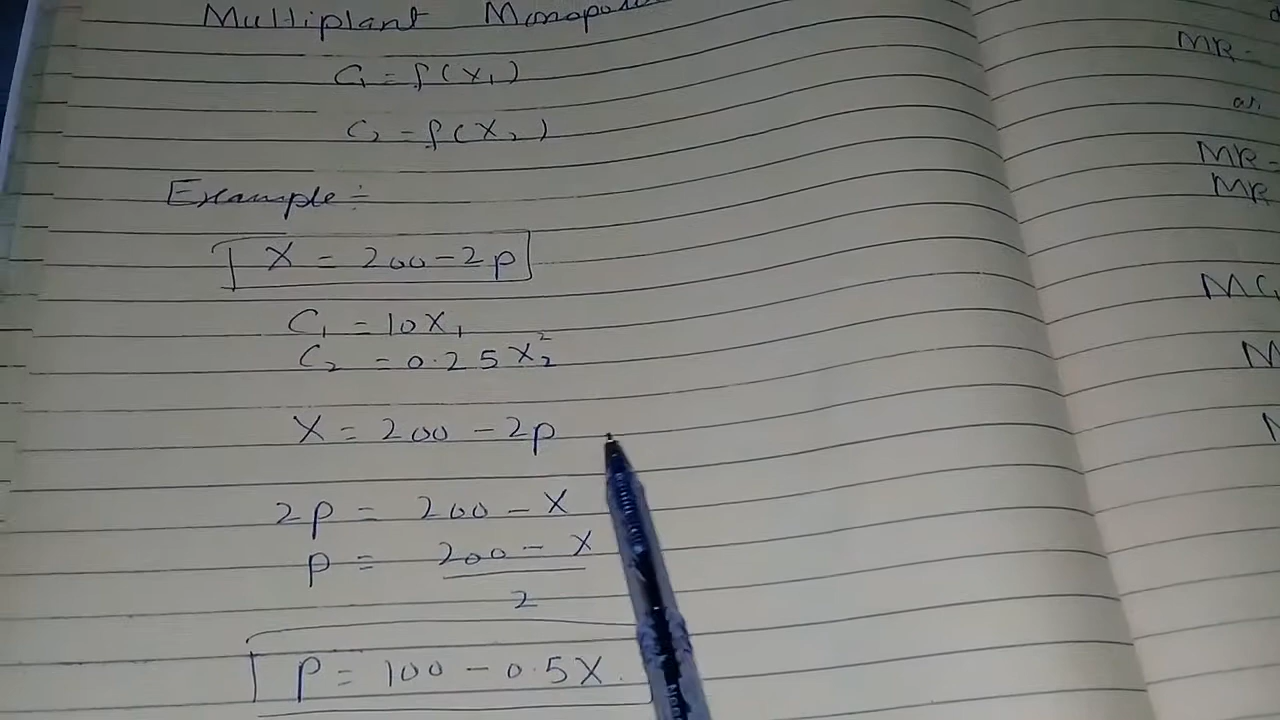 Multiplant
C₁ = f(X₁)
C₂ = f(X₂)
Example :-
X = 200 - 2p
C₁ = 10X₁
C₂ = 0.25X₂²
X = 200 - 2p
2p = 200 - X
p = 200 - X
2
p = 100 - 0.5X
MR
MR
MR
MC